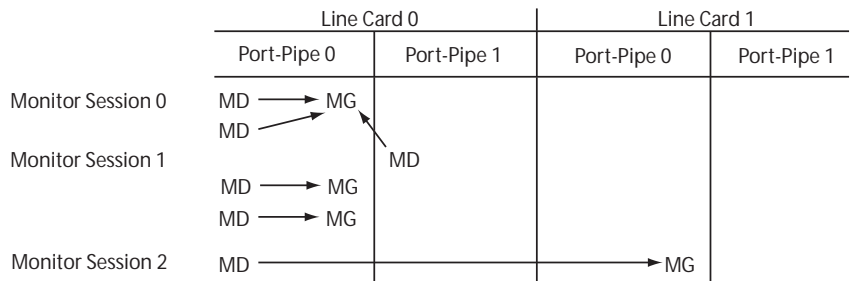 Line Card 0 Line Card 1
Port-Pipe 0 Port-Pipe 1 Port-Pipe 0 Port-Pipe 1
Monitor Session 0 MD MG
MD
Monitor Session 1 MD
MD MG
MD MG
Monitor Session 2 MD MG